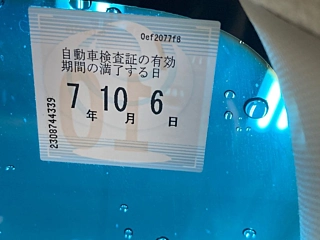 0ef2077f8
自動車検査証の有効
期間の満了する日
7年 10月 6日
2308744339